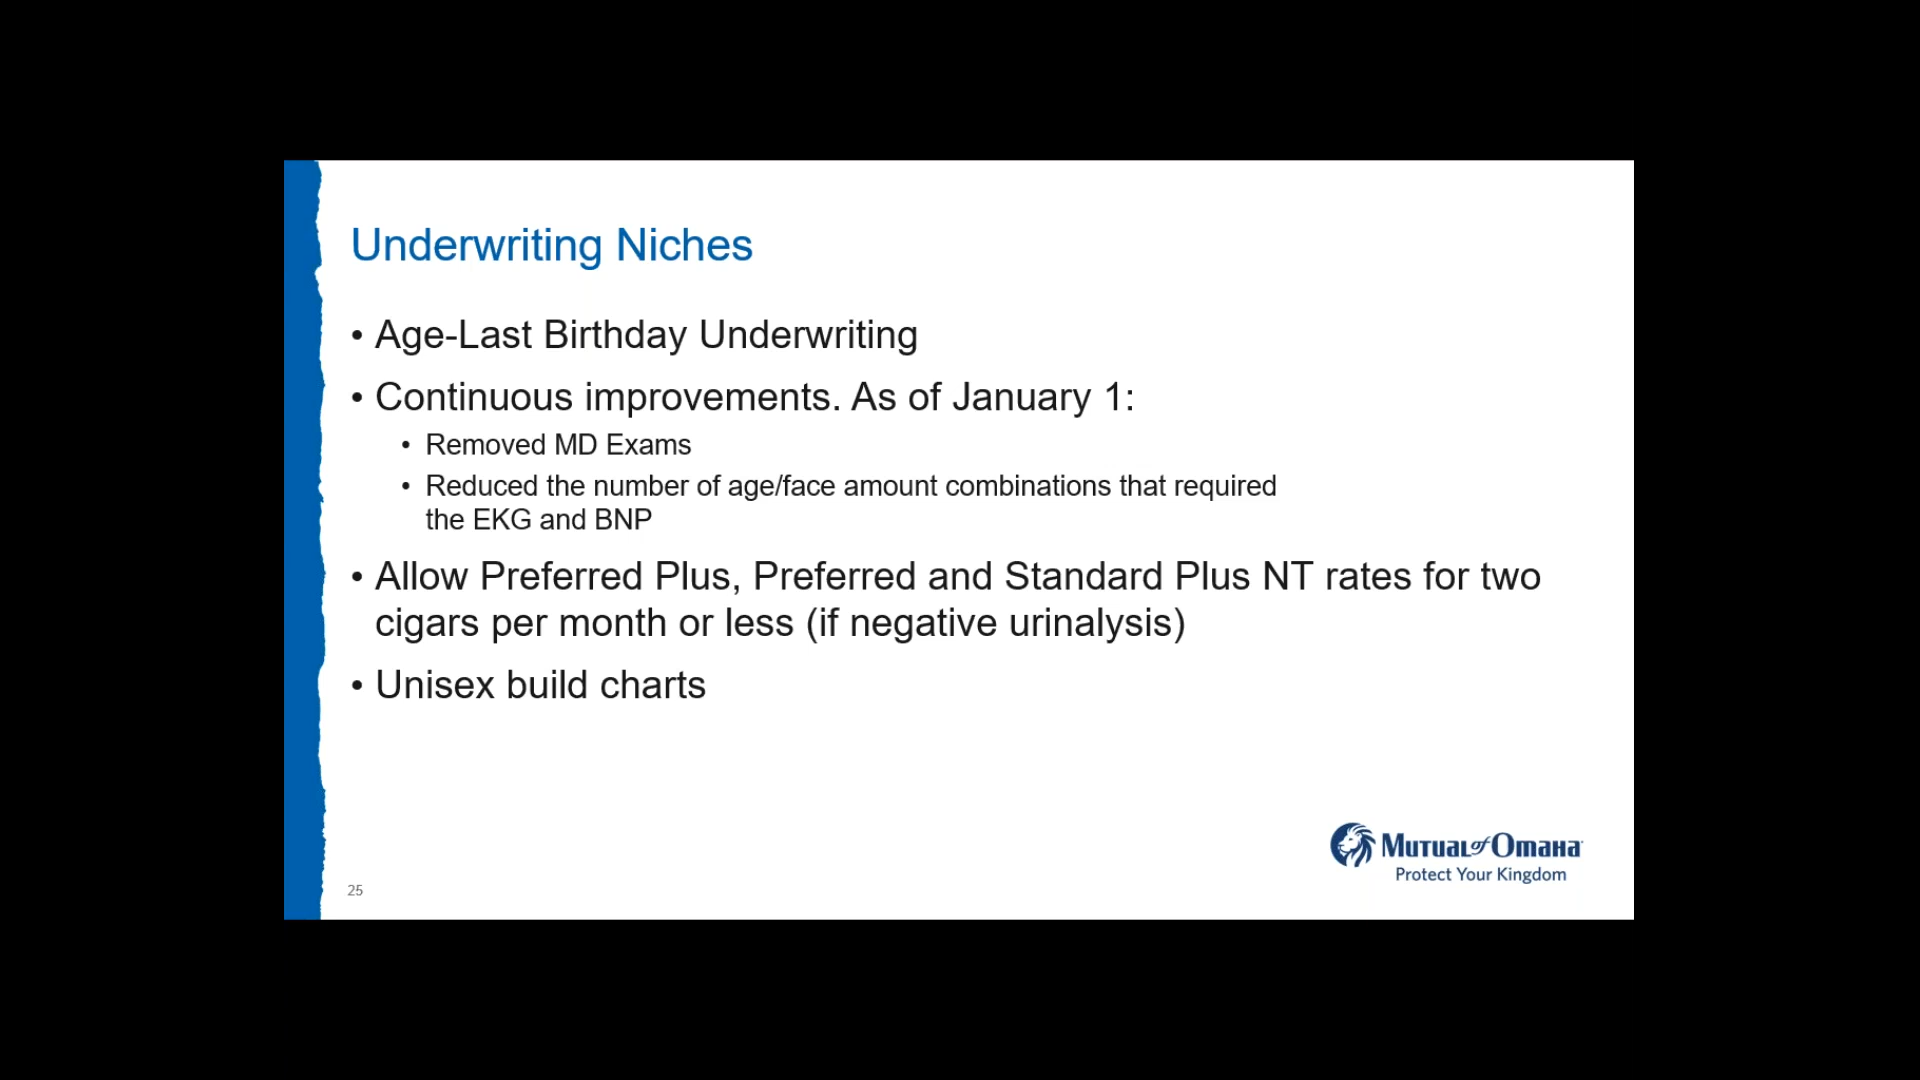 Underwriting Niches
• Age-Last Birthday Underwriting
• Continuous improvements. As of January 1:
• Removed MD Exams
• Reduced the number of age/face amount combinations that required
the EKG and BNP
• Allow Preferred Plus, Preferred and Standard Plus NT rates for two
cigars per month or less (if negative urinalysis)
• Unisex build charts
Mutual of Omaha
Protect Your Kingdom
25